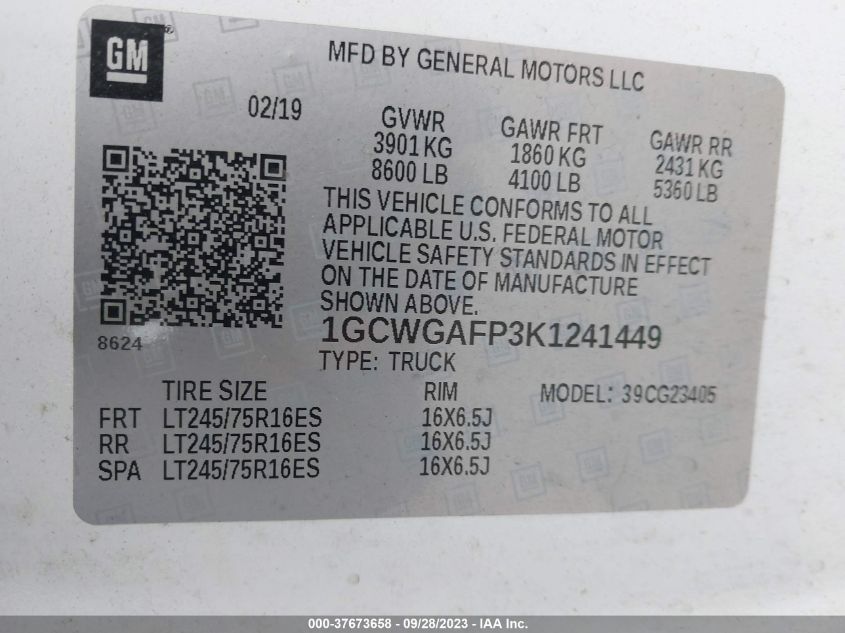 GM®
MFD BY GENERAL MOTORS LLC
02/19
GVWR
3901 KG
8600 LB
GAWR FRT
1860 KG
4100 LB
GAWR RR
2431 KG
5360 LB
THIS VEHICLE CONFORMS TO ALL
APPLICABLE U.S. FEDERAL MOTOR
VEHICLE SAFETY STANDARDS IN EFFECT
ON THE DATE OF MANUFACTURE
SHOWN ABOVE.
8624
1GCWGAFP3K1241449
TYPE: TRUCK
TIRE SIZE RIM MODEL: 39CG23405
FRT LT245/75R16ES 16X6.5J
RR LT245/75R16ES 16X6.5J
SPA LT245/75R16ES 16X6.5J
000-37673658 - 09/28/2023 - IAA Inc.